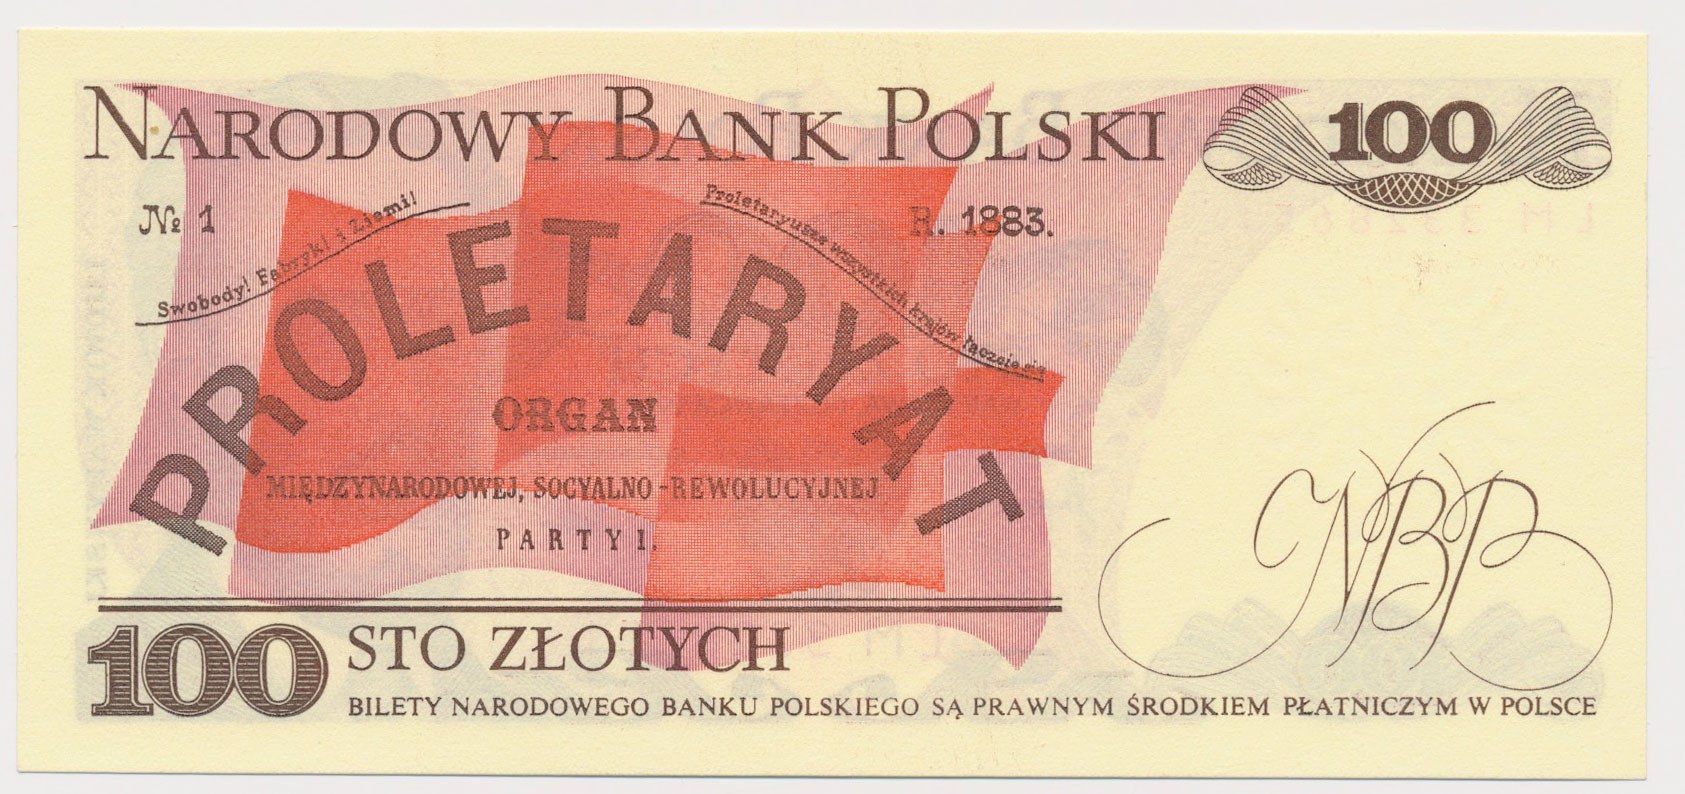 NARODOWY BANK POLSKI
100
№ 1
R. 1883.
Swobody! Fabryki i Ziemi!
Proletaryusze wszystkich krajów łączcie się
PROLETARYAT
ORGAN
MIĘDZYNARODOWEJ, SOCYALNO-REWOLUCYJNEJ
PARTYI.
NBP
100
STO ZŁOTYCH
BILETY NARODOWEGO BANKU POLSKIEGO SĄ PRAWNYM ŚRODKIEM PŁATNICZYM W POLSCE